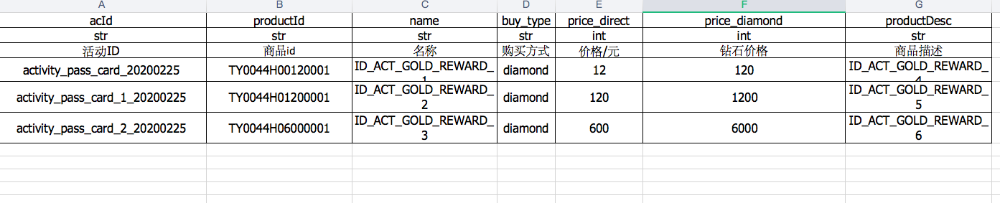 A B C D E F G
acId productId name buy_type price_direct price_diamond productDesc
str str str str int int str
活动ID 商品id 名称 购买方式 价格/元 钻石价格 商品描述
activity_pass_card_20200225 TY0044H00120001 ID_ACT_GOLD_REWARD_1 diamond 12 120 ID_ACT_GOLD_REWARD_4
activity_pass_card_1_20200225 TY0044H01200001 ID_ACT_GOLD_REWARD_2 diamond 120 1200 ID_ACT_GOLD_REWARD_5
activity_pass_card_2_20200225 TY0044H06000001 ID_ACT_GOLD_REWARD_3 diamond 600 6000 ID_ACT_GOLD_REWARD_6